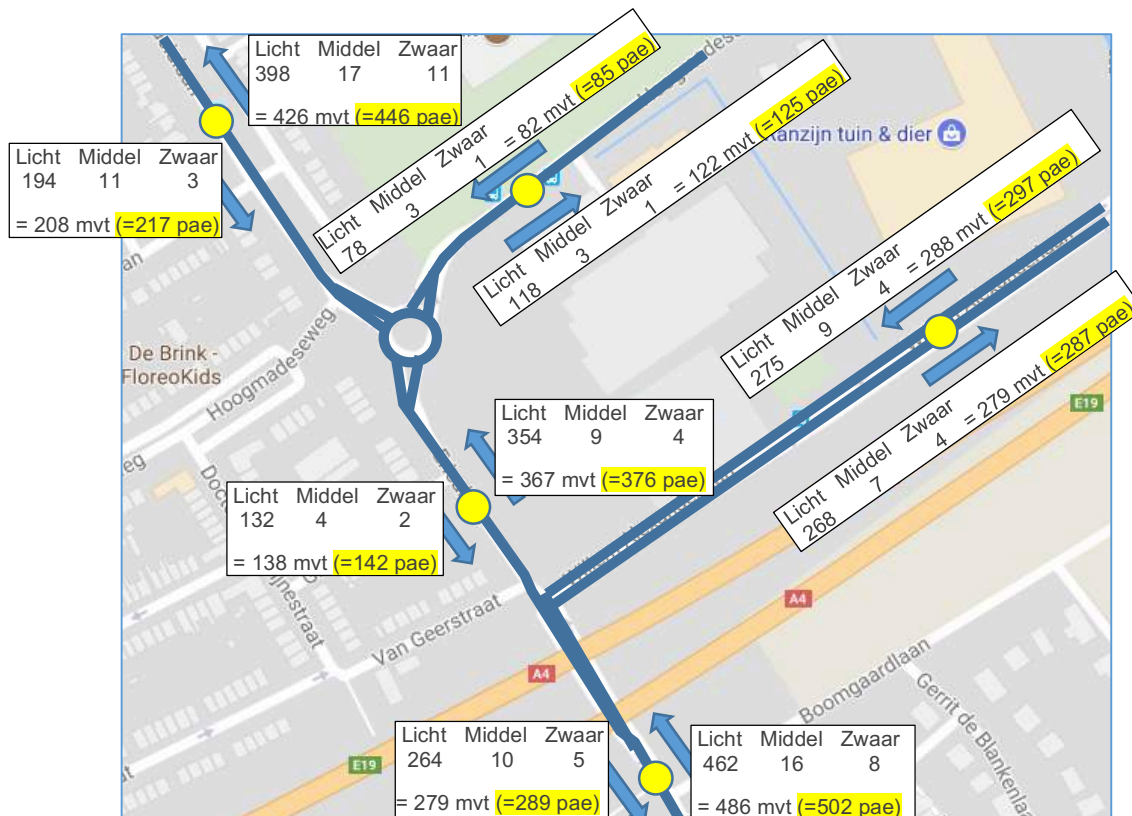 Licht Middel Zwaar
398 17 11
= 426 mvt (=446 pae)
Licht Middel Zwaar
194 11 3
= 208 mvt (=217 pae)
Licht Middel Zwaar
78 3 1 = 82 mvt (=85 pae)
Licht Middel Zwaar
118 3 1 = 122 mvt (=125 pae)
anzijn tuin & dier
Licht Middel Zwaar
275 9 4 = 288 mvt (=297 pae)
Licht Middel Zwaar
268 7 4 = 279 mvt (=287 pae)
De Brink -
FloreoKids
Hoogmadeseweg
E19
Licht Middel Zwaar
354 9 4
= 367 mvt (=376 pae)
Licht Middel Zwaar
132 4 2
= 138 mvt (=142 pae)
Van Geerstraat
A4
A4
Boomgaardlaan
Gerrit de Blankenlaa
E19
Licht Middel Zwaar
264 10 5
= 279 mvt (=289 pae)
Licht Middel Zwaar
462 16 8
= 486 mvt (=502 pae)